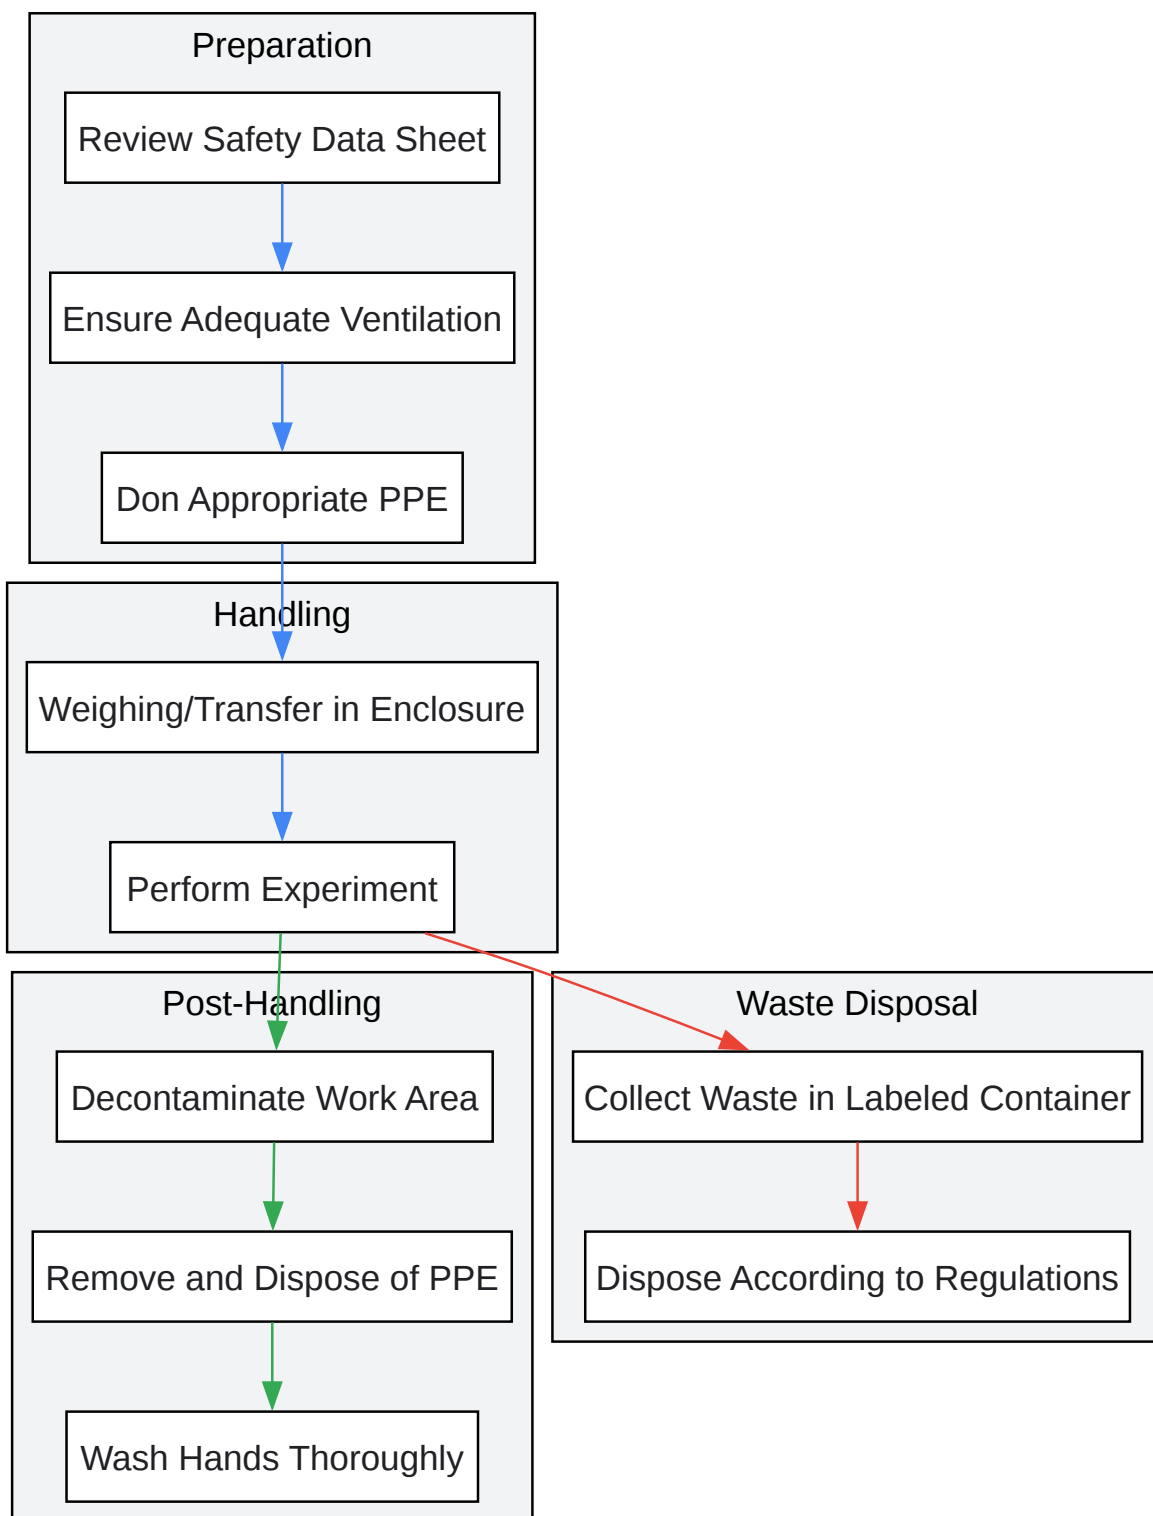 Preparation
Review Safety Data Sheet
Ensure Adequate Ventilation
Don Appropriate PPE
Handling
Weighing/Transfer in Enclosure
Perform Experiment
Post-Handling
Decontaminate Work Area
Remove and Dispose of PPE
Wash Hands Thoroughly
Waste Disposal
Collect Waste in Labeled Container
Dispose According to Regulations